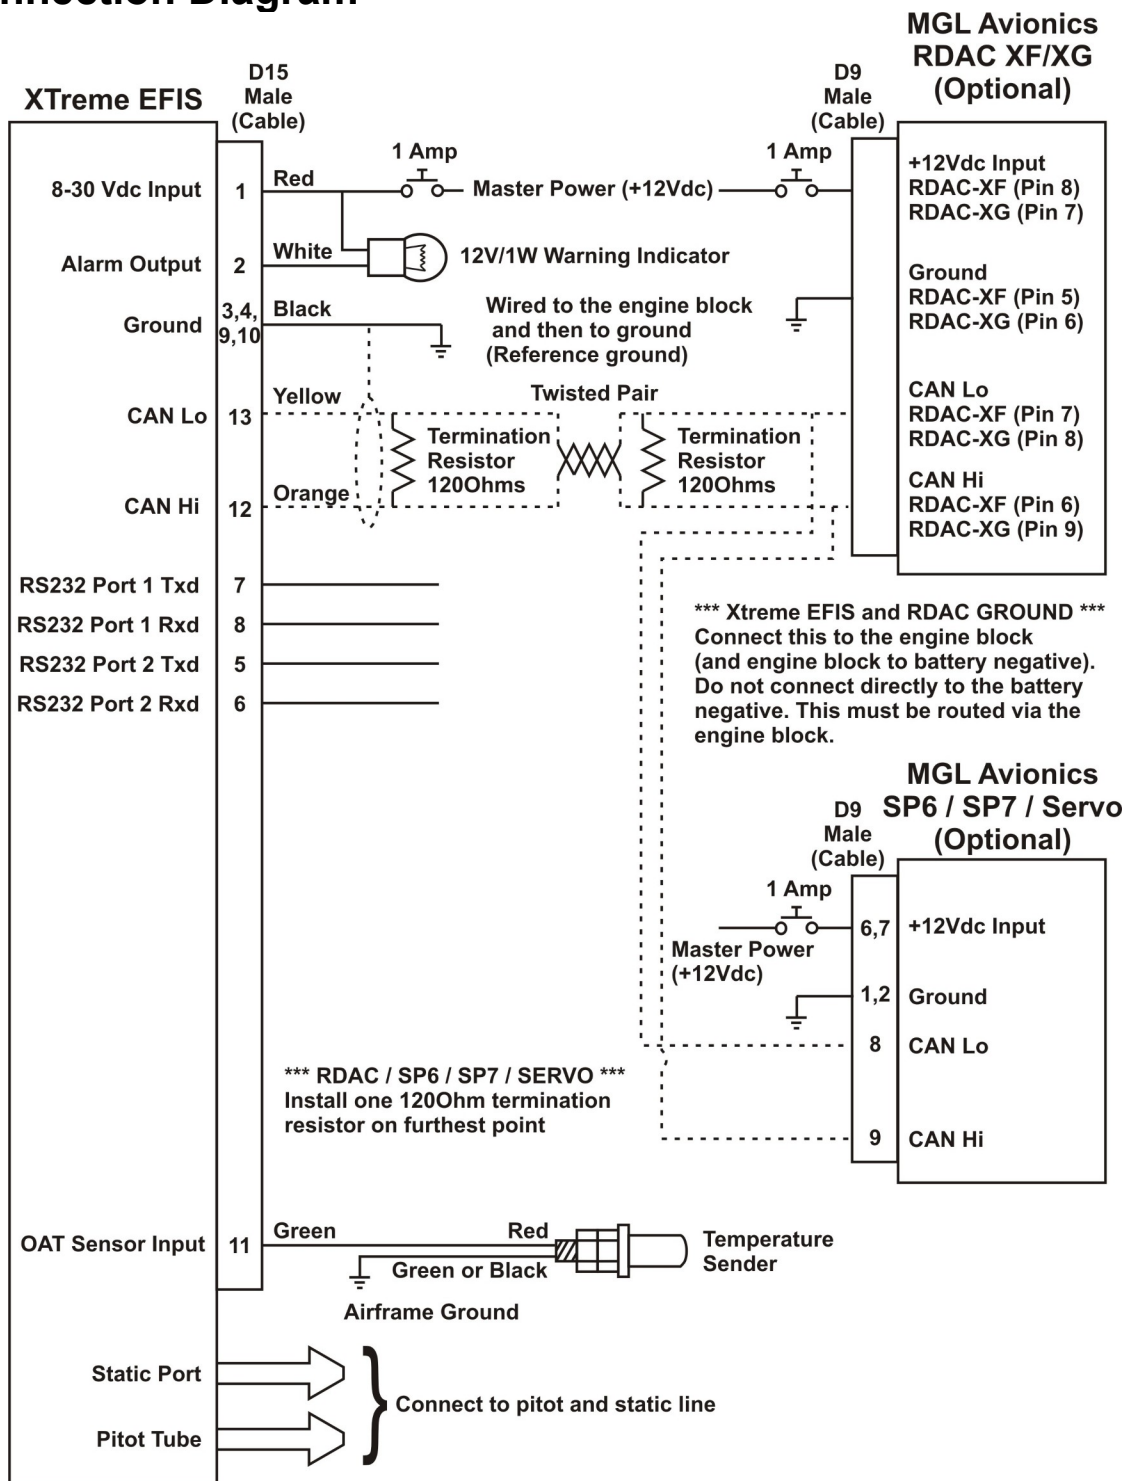 Connection Diagram
MGL Avionics
RDAC XF/XG
(Optional)
D15
Male
(Cable)
D9
Male
(Cable)
XTreme EFIS
1 Amp
1 Amp
8-30 Vdc Input
1
Red
Master Power (+12Vdc)
+12Vdc Input
RDAC-XF (Pin 8)
RDAC-XG (Pin 7)
Alarm Output
2
White
12V/1W Warning Indicator
Ground
3,4,
9,10
Black
Wired to the engine block
and then to ground
(Reference ground)
Ground
RDAC-XF (Pin 5)
RDAC-XG (Pin 6)
CAN Lo
13
Yellow
Twisted Pair
CAN Lo
RDAC-XF (Pin 7)
RDAC-XG (Pin 8)
Termination
Resistor
120Ohms
Termination
Resistor
120Ohms
CAN Hi
12
Orange
CAN Hi
RDAC-XF (Pin 6)
RDAC-XG (Pin 9)
RS232 Port 1 Txd
7
RS232 Port 1 Rxd
8
RS232 Port 2 Txd
5
RS232 Port 2 Rxd
6
*** Xtreme EFIS and RDAC GROUND ***
Connect this to the engine block
(and engine block to battery negative).
Do not connect directly to the battery
negative. This must be routed via the
engine block.
MGL Avionics
SP6 / SP7 / Servo
(Optional)
D9
Male
(Cable)
1 Amp
Master Power
(+12Vdc)
6,7
+12Vdc Input
1,2
Ground
8
CAN Lo
9
CAN Hi
*** RDAC / SP6 / SP7 / SERVO ***
Install one 120Ohm termination
resistor on furthest point
OAT Sensor Input
11
Green
Red
Green or Black
Temperature
Sender
Airframe Ground
Static Port
Pitot Tube
Connect to pitot and static line